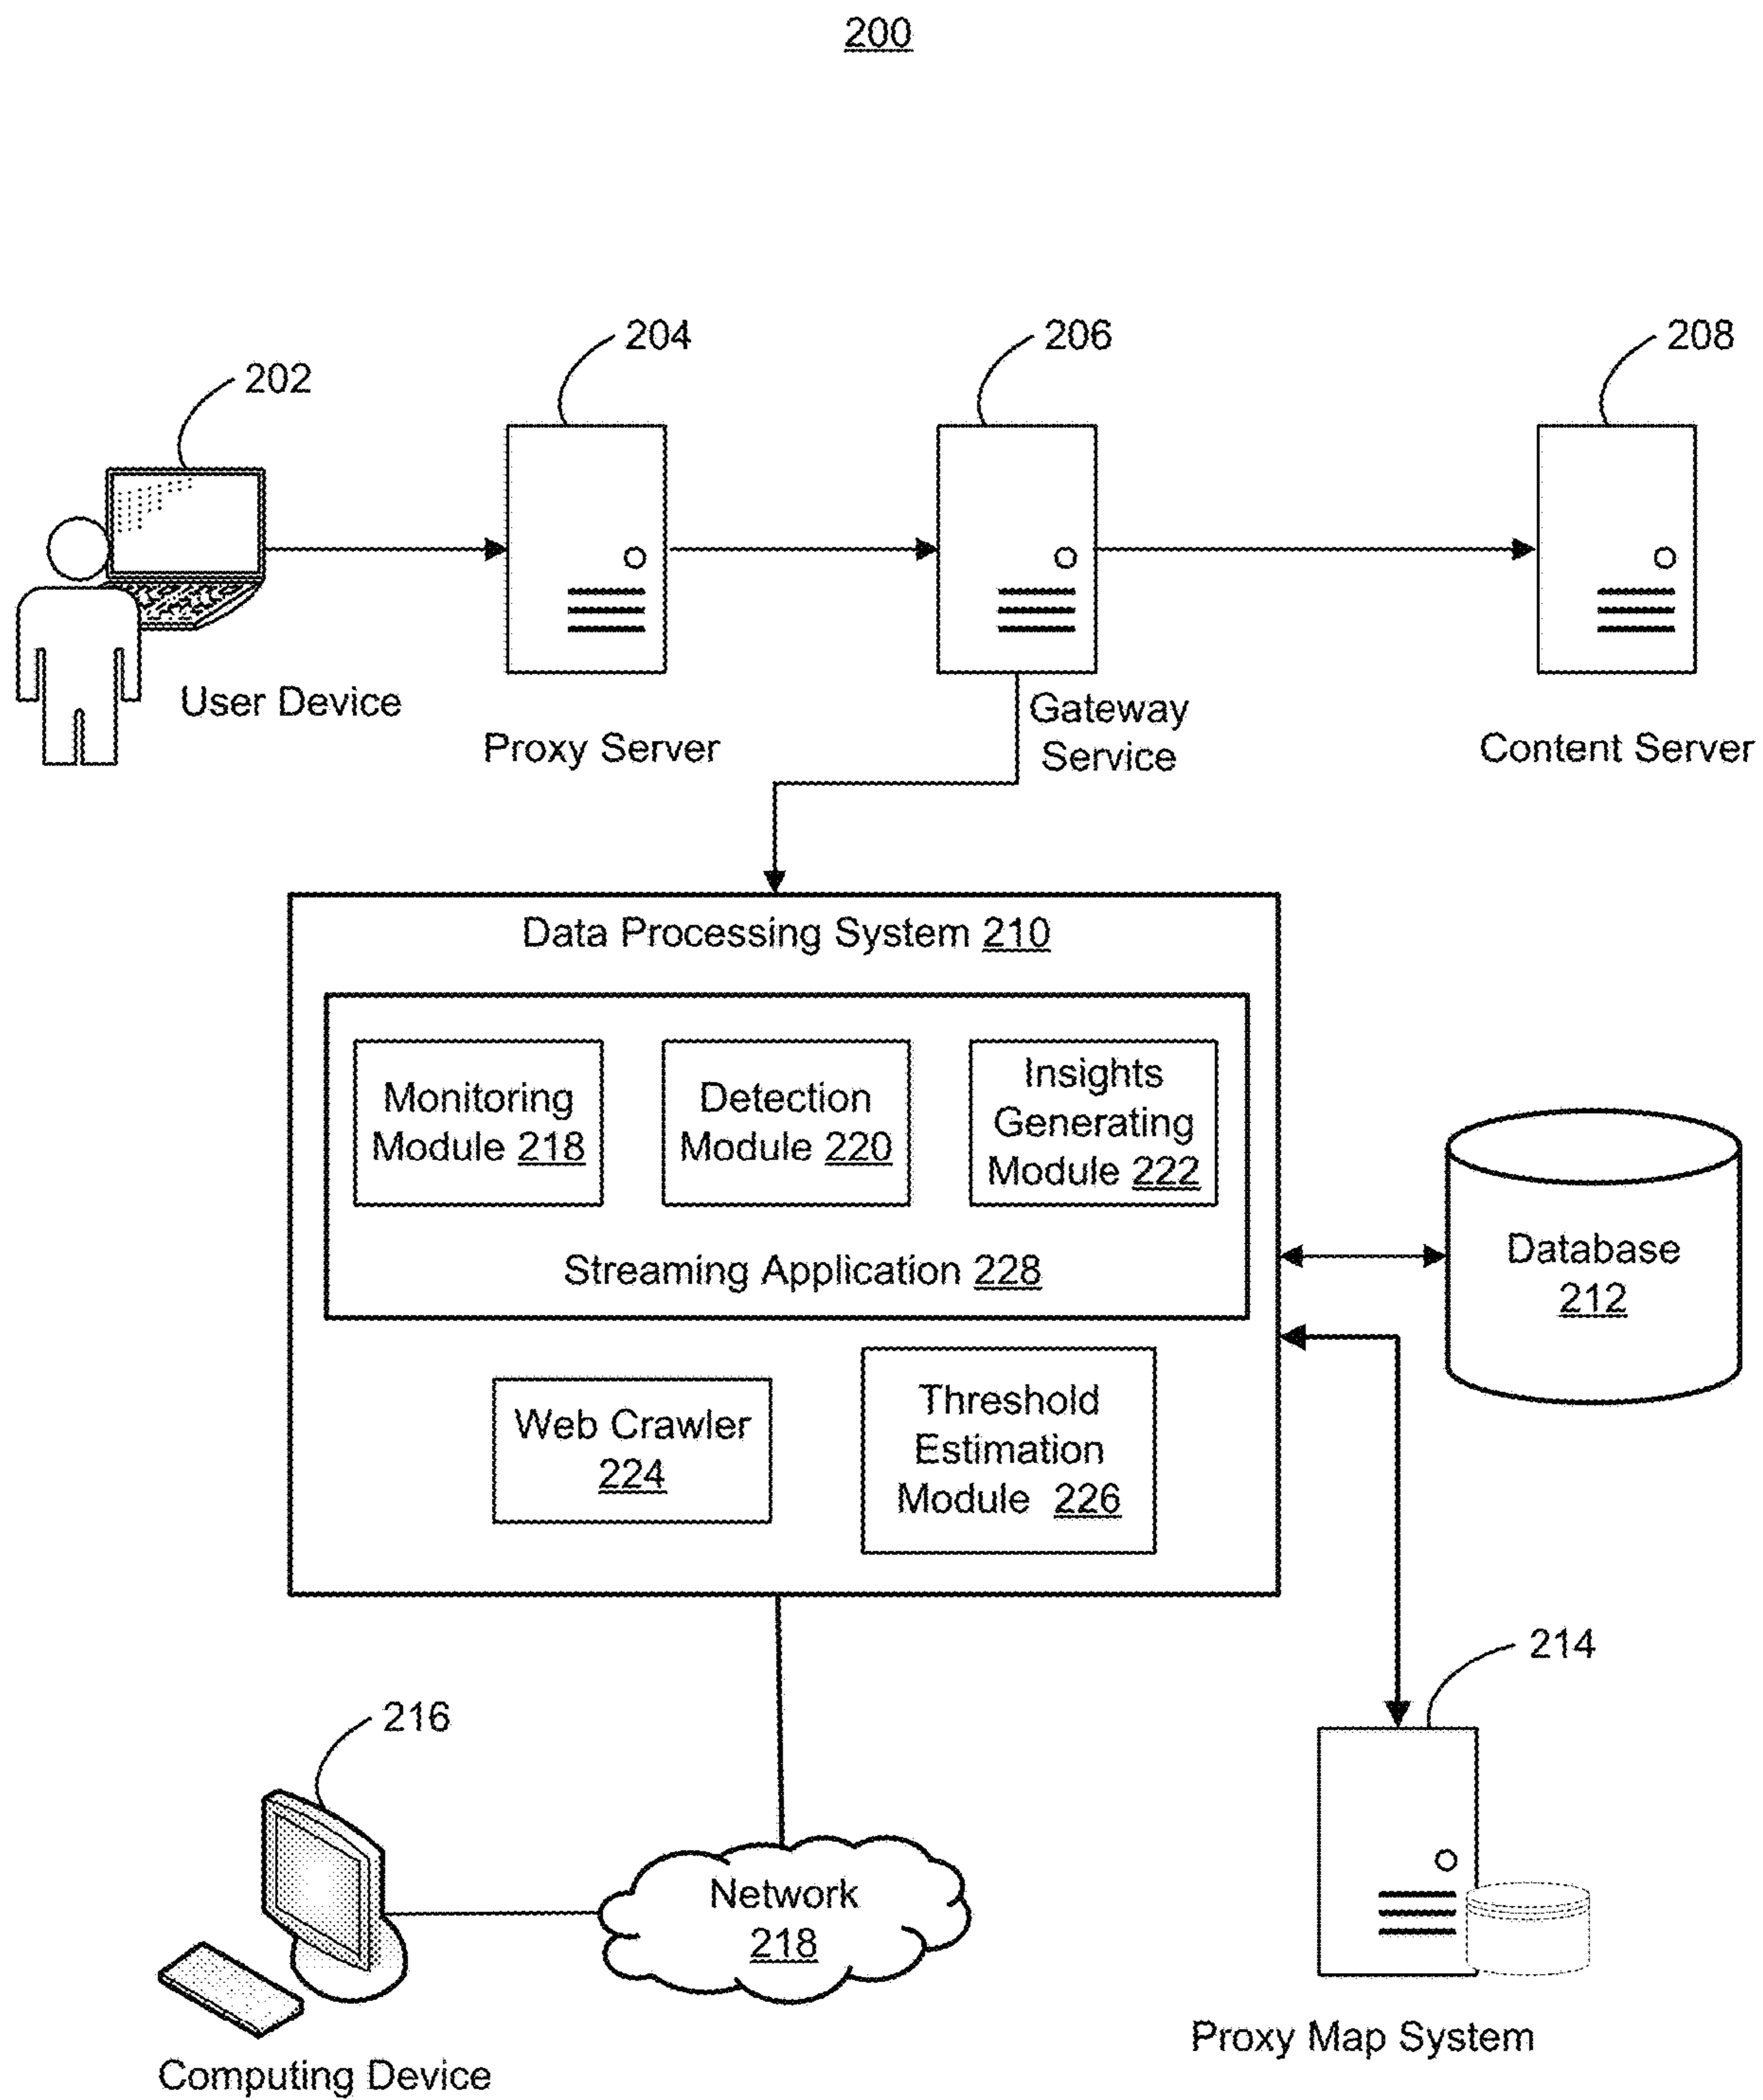 200
202
204
206
208
User Device
Proxy Server
Gateway
Service
Content Server
Data Processing System 210
Monitoring
Module 218
Detection
Module 220
Insights
Generating
Module 222
Streaming Application 228
Web Crawler
224
Threshold
Estimation
Module 226
Database
212
214
216
Network
218
Proxy Map System
Computing Device